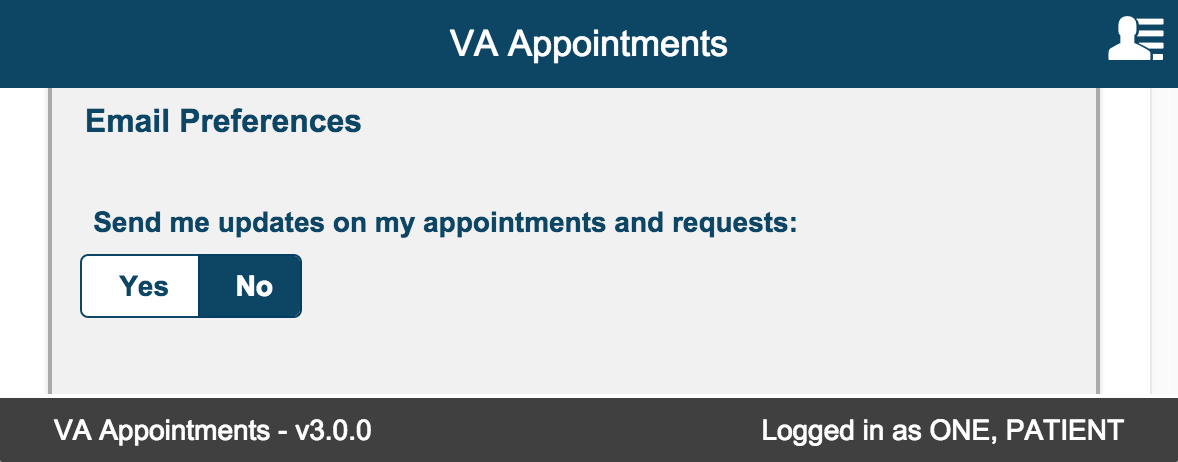 VA Appointments
Email Preferences
Send me updates on my appointments and requests:
Yes No
VA Appointments - v3.0.0 Logged in as ONE, PATIENT